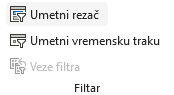 Umetni rezač
Umetni vremensku traku
Veze filtra
Filtar